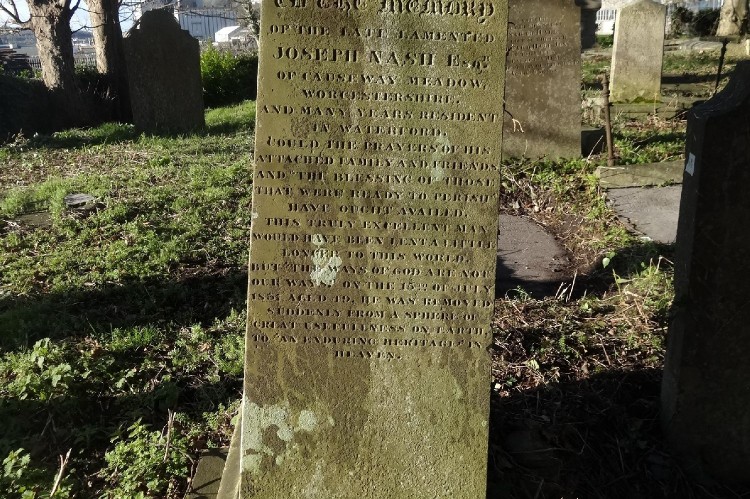 In the Memory
OF THE LATE LAMENTED
JOSEPH NASH Esqr
OF CAUSEWAY MEADOW,
WORCESTERSHIRE,
AND MANY YEARS RESIDENT
IN WATERFORD.
COULD THE PRAYERS OF HIS
ATTACHED FAMILY AND FRIENDS
AND THE BLESSING OF THOSE
THAT WERE READY TO PERISH
HAVE OUGHT AVAILED,
THIS TRULY EXCELLENT MAN
WOULD HAVE BEEN LENT A LITTLE
LONGER TO THIS WORLD,
BUT THE WAYS OF GOD ARE NOT
OUR WAYS. ON THE 15TH OF
AGED HE WAS REMOVED
SUDDENLY FROM A SPHERE OF
GREAT USEFULLNESS ON EARTH
TO "AN ENDURING HERITAGE" IN
HEAVEN.